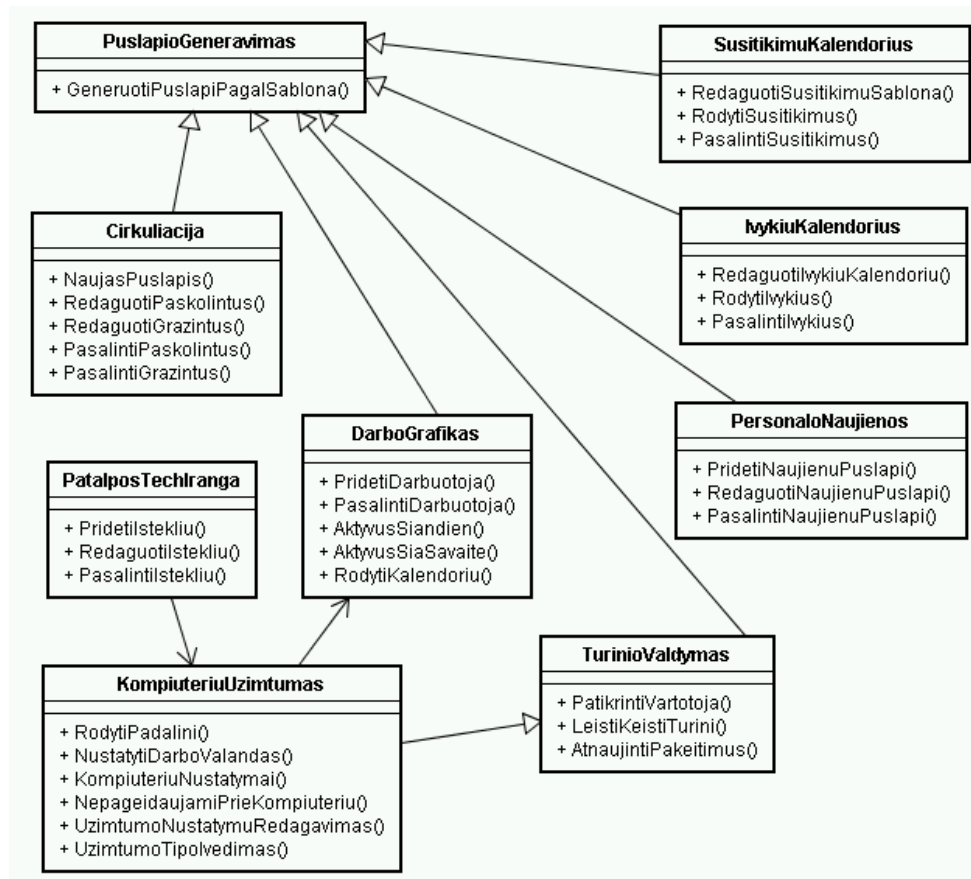 PuslapioGeneravimas
+ GeneruotiPuslapiPagalSablona()
SusitikimuKalendorius
+ RedaguotiSusitikimuSablona()
+ RodytiSusitikimus()
+ PasalintiSusitikimus()
Cirkuliacija
+ NaujasPuslapis()
+ RedaguotiPaskolintus()
+ RedaguotiGrazintus()
+ PasalintiPaskolintus()
+ PasalintiGrazintus()
IvykiuKalendorius
+ RedaguotiIvykiuKalendoriu()
+ RodytiIvykius()
+ PasalintiIvykius()
DarboGrafikas
+ PridetiDarbuotoja()
+ PasalintiDarbuotoja()
+ AktyvusSiandien()
+ AktyvusSiaSavaite()
+ RodytiKalendoriu()
PersonaloNaujienos
+ PridetiNaujienuPuslapi()
+ RedaguotiNaujienuPuslapi()
+ PasalintiNaujienuPuslapi()
PatalposTechIranga
+ PridetiIstekliu()
+ RedaguotiIstekliu()
+ PasalintiIstekliu()
KompiuteriuUzimtumas
+ RodytiPadalini()
+ NustatytiDarboValandas()
+ KompiuteriuNustatymai()
+ NepageidaujamiPrieKompiuteriu()
+ UzimtumoNustatymuRedagavimas()
+ UzimtumoTipoIvedimas()
TurinioValdymas
+ PatikrintiVartotoja()
+ LeistiKeistiTurini()
+ AtnaujintiPakeitimus()